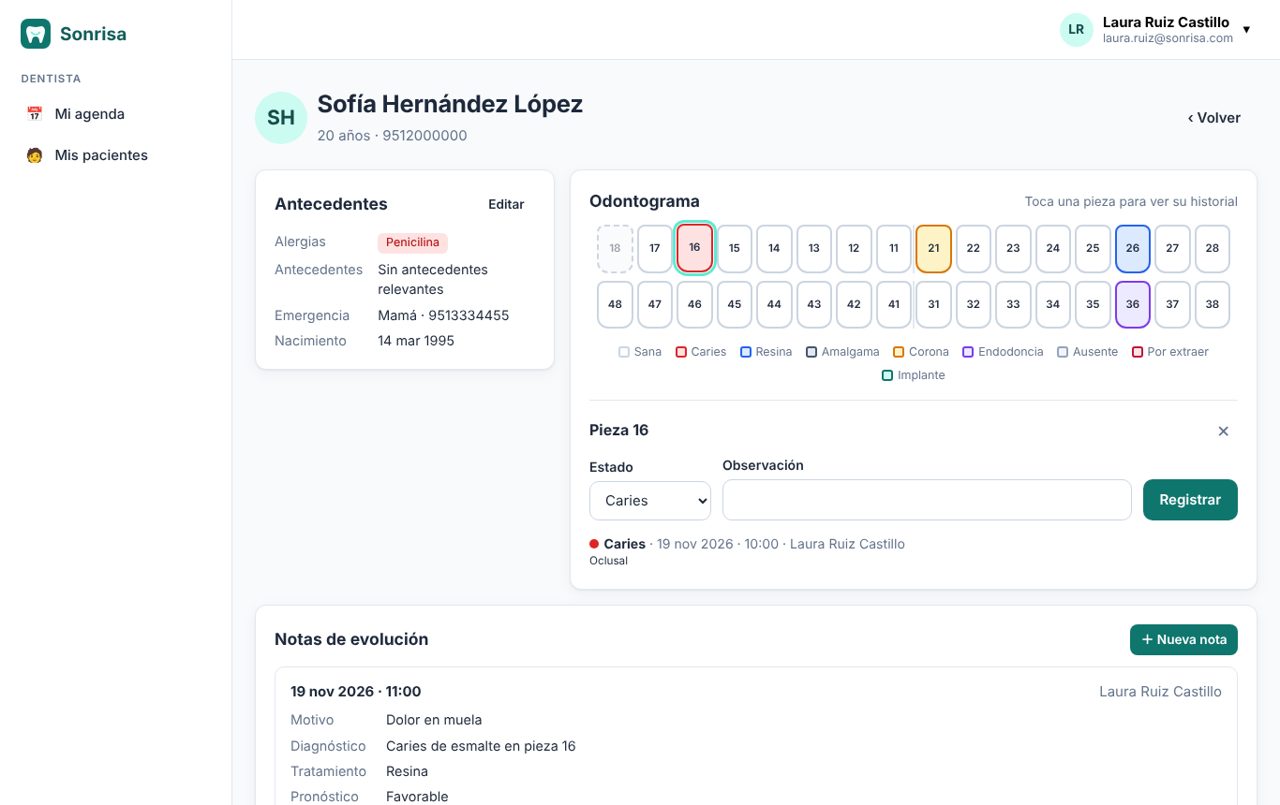 Sonrisa
LR
Laura Ruiz Castillo
laura.ruiz@sonrisa.com
DENTISTA
Mi agenda
Mis pacientes
SH
Sofía Hernández López
20 años · 9512000000
‹ Volver
Antecedentes
Editar
Alergias Penicilina
Antecedentes Sin antecedentes
relevantes
Emergencia Mamá · 9513334455
Nacimiento 14 mar 1995
Odontograma
Toca una pieza para ver su historial
18 17 16 15 14 13 12 11 21 22 23 24 25 26 27 28
48 47 46 45 44 43 42 41 31 32 33 34 35 36 37 38
Sana Caries Resina Amalgama Corona Endodoncia Ausente Por extraer
Implante
Pieza 16
Estado
Observación
Caries
Registrar
Caries · 19 nov 2026 · 10:00 · Laura Ruiz Castillo
Oclusal
Notas de evolución
+ Nueva nota
19 nov 2026 · 11:00
Laura Ruiz Castillo
Motivo Dolor en muela
Diagnóstico Caries de esmalte en pieza 16
Tratamiento Resina
Pronóstico Favorable